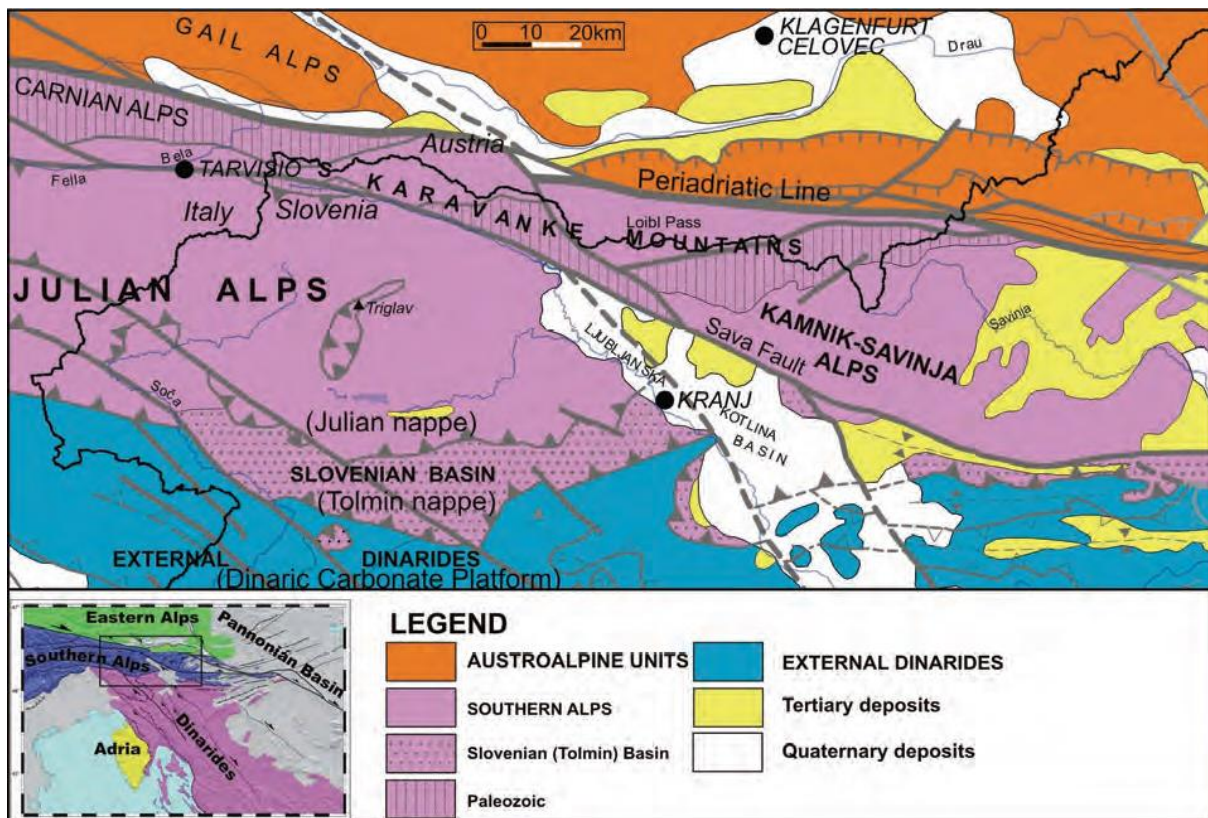 GAIL ALPS
0 10 20km
KLAGENFURT
CELOVEC
Drau
CARNIAN ALPS
Austria
Bela
TARVISIO
Fella
S KARAVANKE MOUNTAINS
Periadriatic Line
Italy
Slovenia
Loibl Pass
JULIAN ALPS
Triglav
KAMNIK-SAVINJA
ALPS
Savinja
Sava Fault
LJUBLJANSKA
KOTLINA
BASIN
KRANJ
Soča
(Julian nappe)
SLOVENIAN BASIN
(Tolmin nappe)
EXTERNAL DINARIDES
(Dinaric Carbonate Platform)
Eastern Alps
Southern Alps
Pannonian Basin
Dinarides
Adria
LEGEND
AUSTROALPINE UNITS
SOUTHERN ALPS
Slovenian (Tolmin) Basin
Paleozoic
EXTERNAL DINARIDES
Tertiary deposits
Quaternary deposits